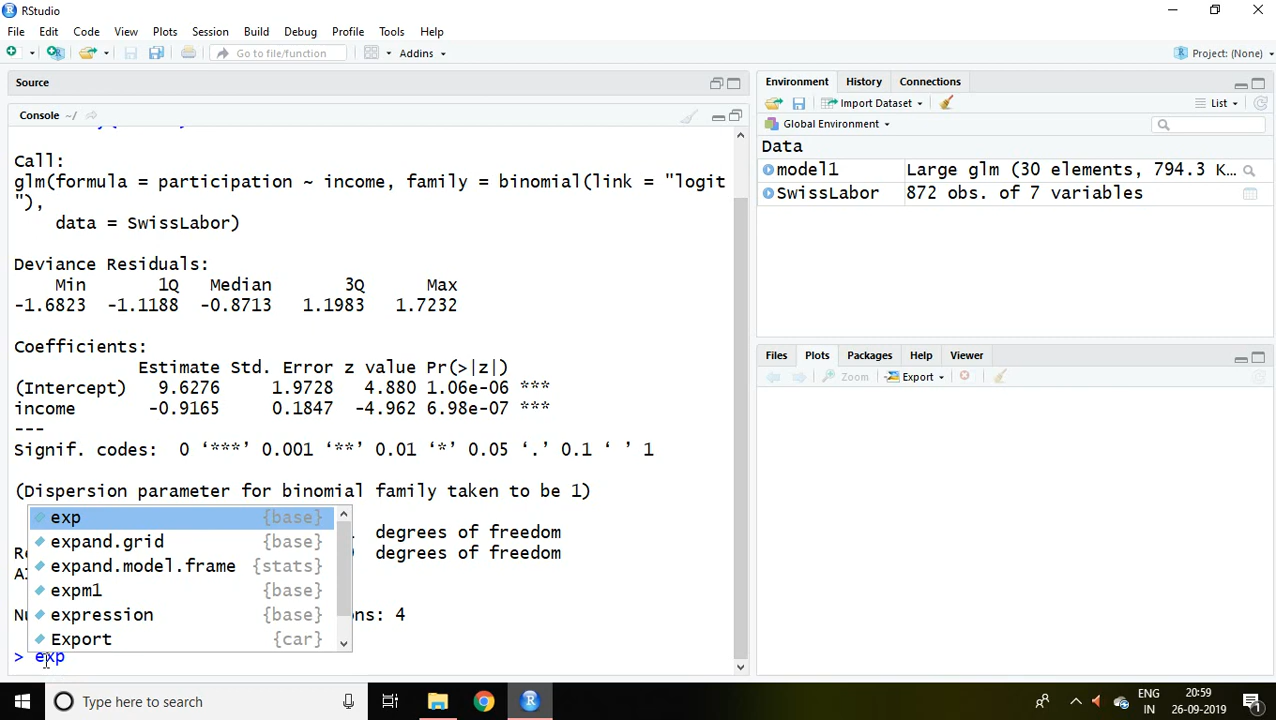 RStudio
File Edit Code View Plots Session Build Debug Profile Tools Help
Go to file/function Addins Project: (None)
Source
Console ~/
Call:
glm(formula = participation ~ income, family = binomial(link = "logit
"),
data = SwissLabor)
Deviance Residuals:
Min 1Q Median 3Q Max
-1.6823 -1.1188 -0.8713 1.1983 1.7232
Coefficients:
Estimate Std. Error z value Pr(>|z|)
(Intercept) 9.6276 1.9728 4.880 1.06e-06 ***
income -0.9165 0.1847 -4.962 6.98e-07 ***
---
Signif. codes: 0 ‘***’ 0.001 ‘**’ 0.01 ‘*’ 0.05 ‘.’ 0.1 ‘ ’ 1
(Dispersion parameter for binomial family taken to be 1)
exp {base}
degrees of freedom
expand.grid {base}
Re degrees of freedom
expand.model.frame {stats}
expm1 {base}
expression {base}
ons: 4
Export {car}
> exp
Environment History Connections
Import Dataset List
Global Environment
Data
model1 Large glm (30 elements, 794.3 K…
SwissLabor 872 obs. of 7 variables
Files Plots Packages Help Viewer
Zoom Export
Type here to search
ENG
IN
20:59
26-09-2019
1